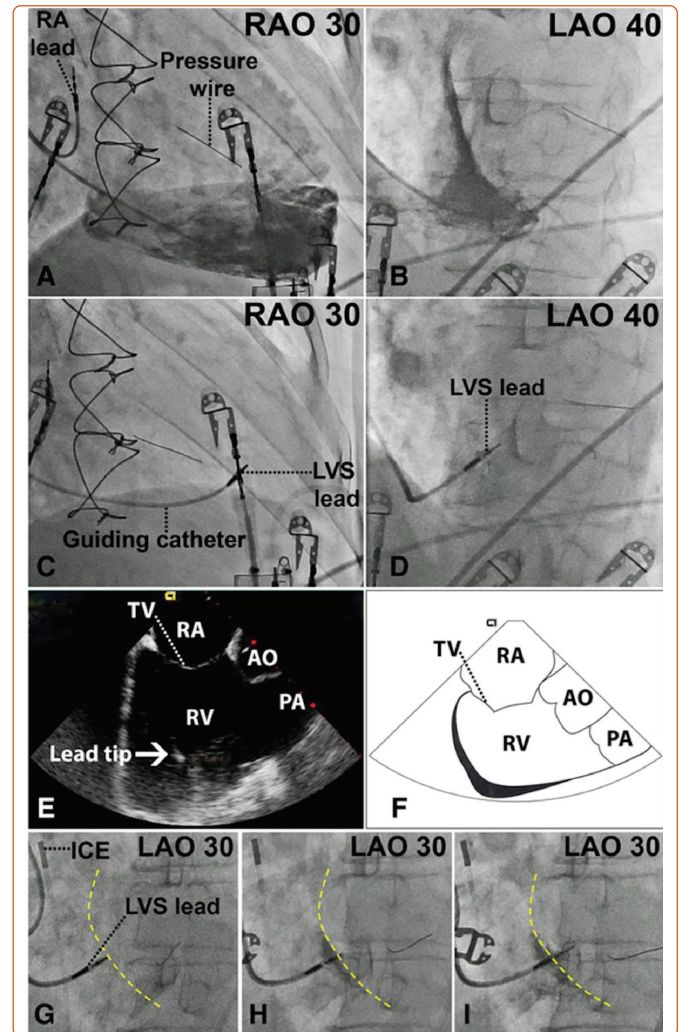 RA
lead
RAO 30
Pressure
wire
A
LAO 40
B
RAO 30
LVS
lead
Guiding catheter
C
LAO 40
LVS lead
D
TV
RA
AO
RV
PA
Lead tip
E
TV
RA
AO
RV
PA
F
ICE
LAO 30
LVS lead
G
LAO 30
H
LAO 30
I